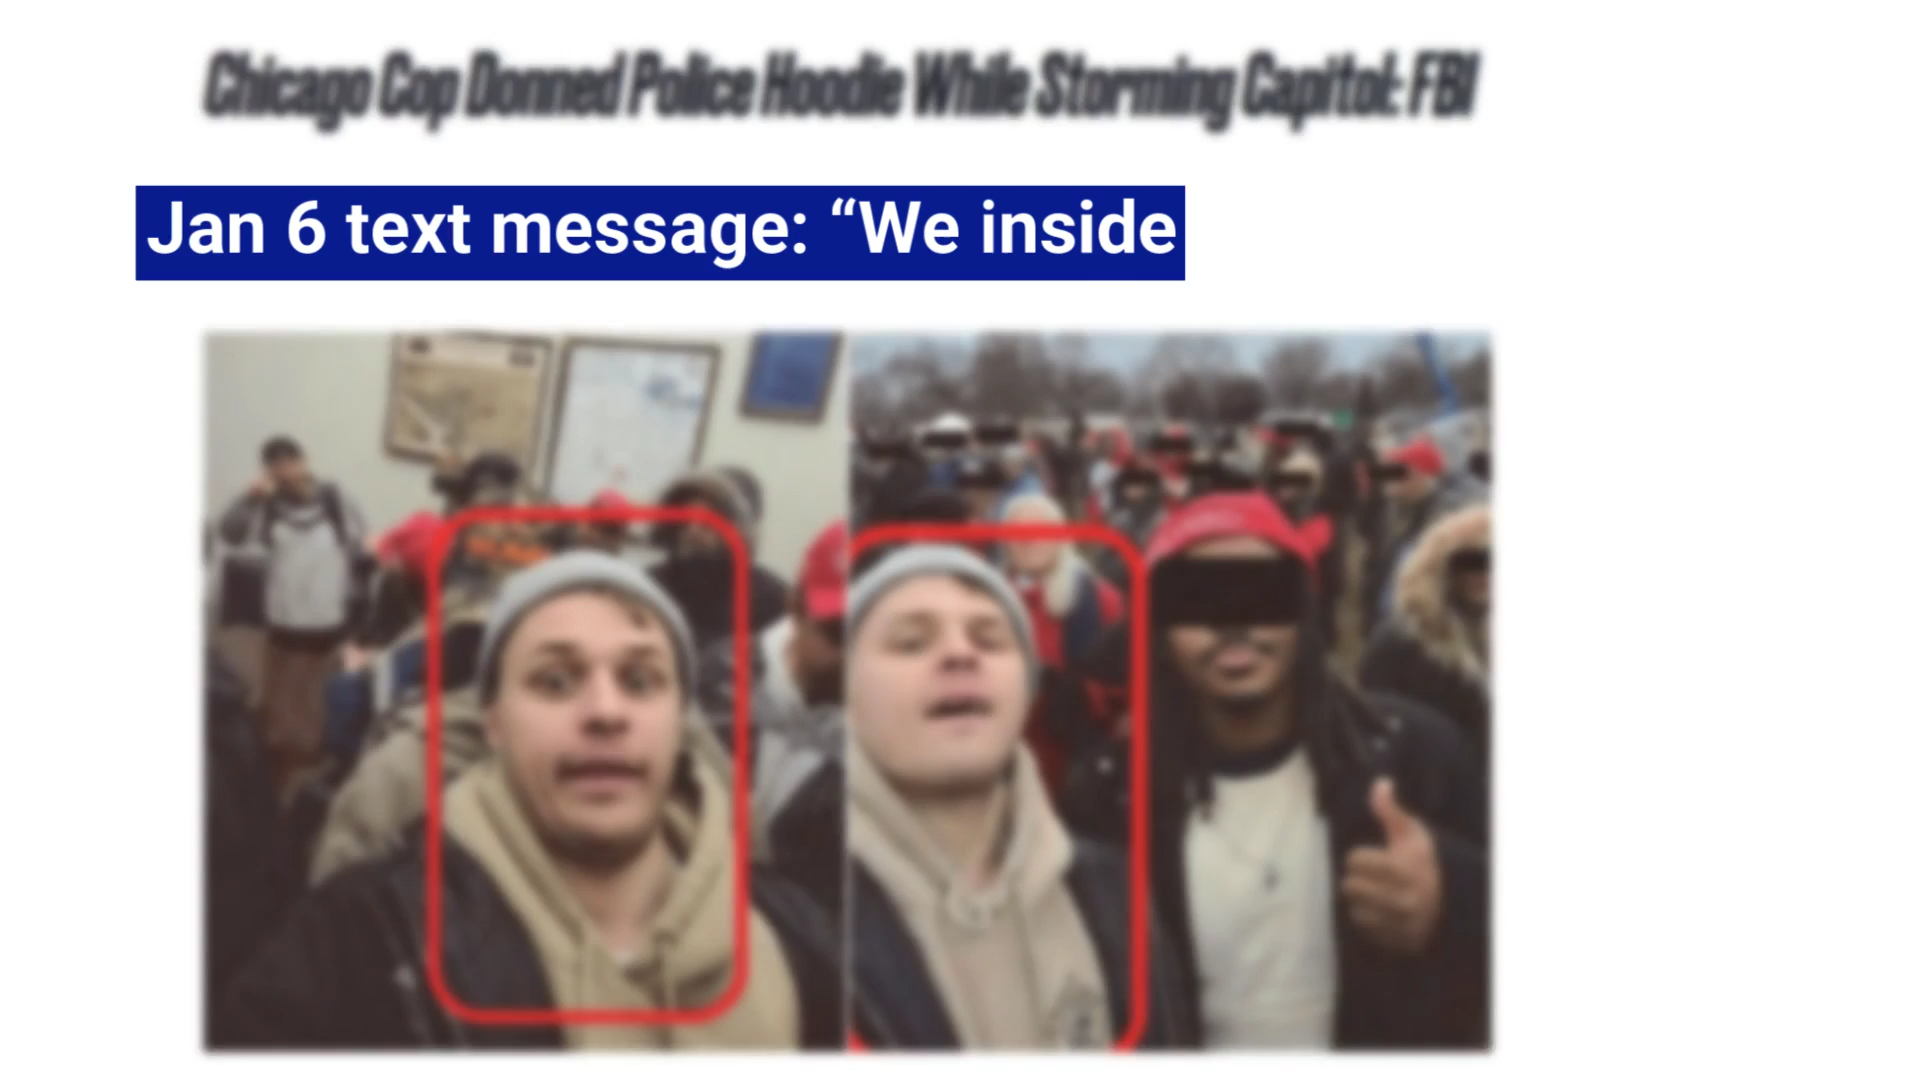 Chicago Cop Donned Police Hoodie While Storming Capitol: FBI
Jan 6 text message: “We inside